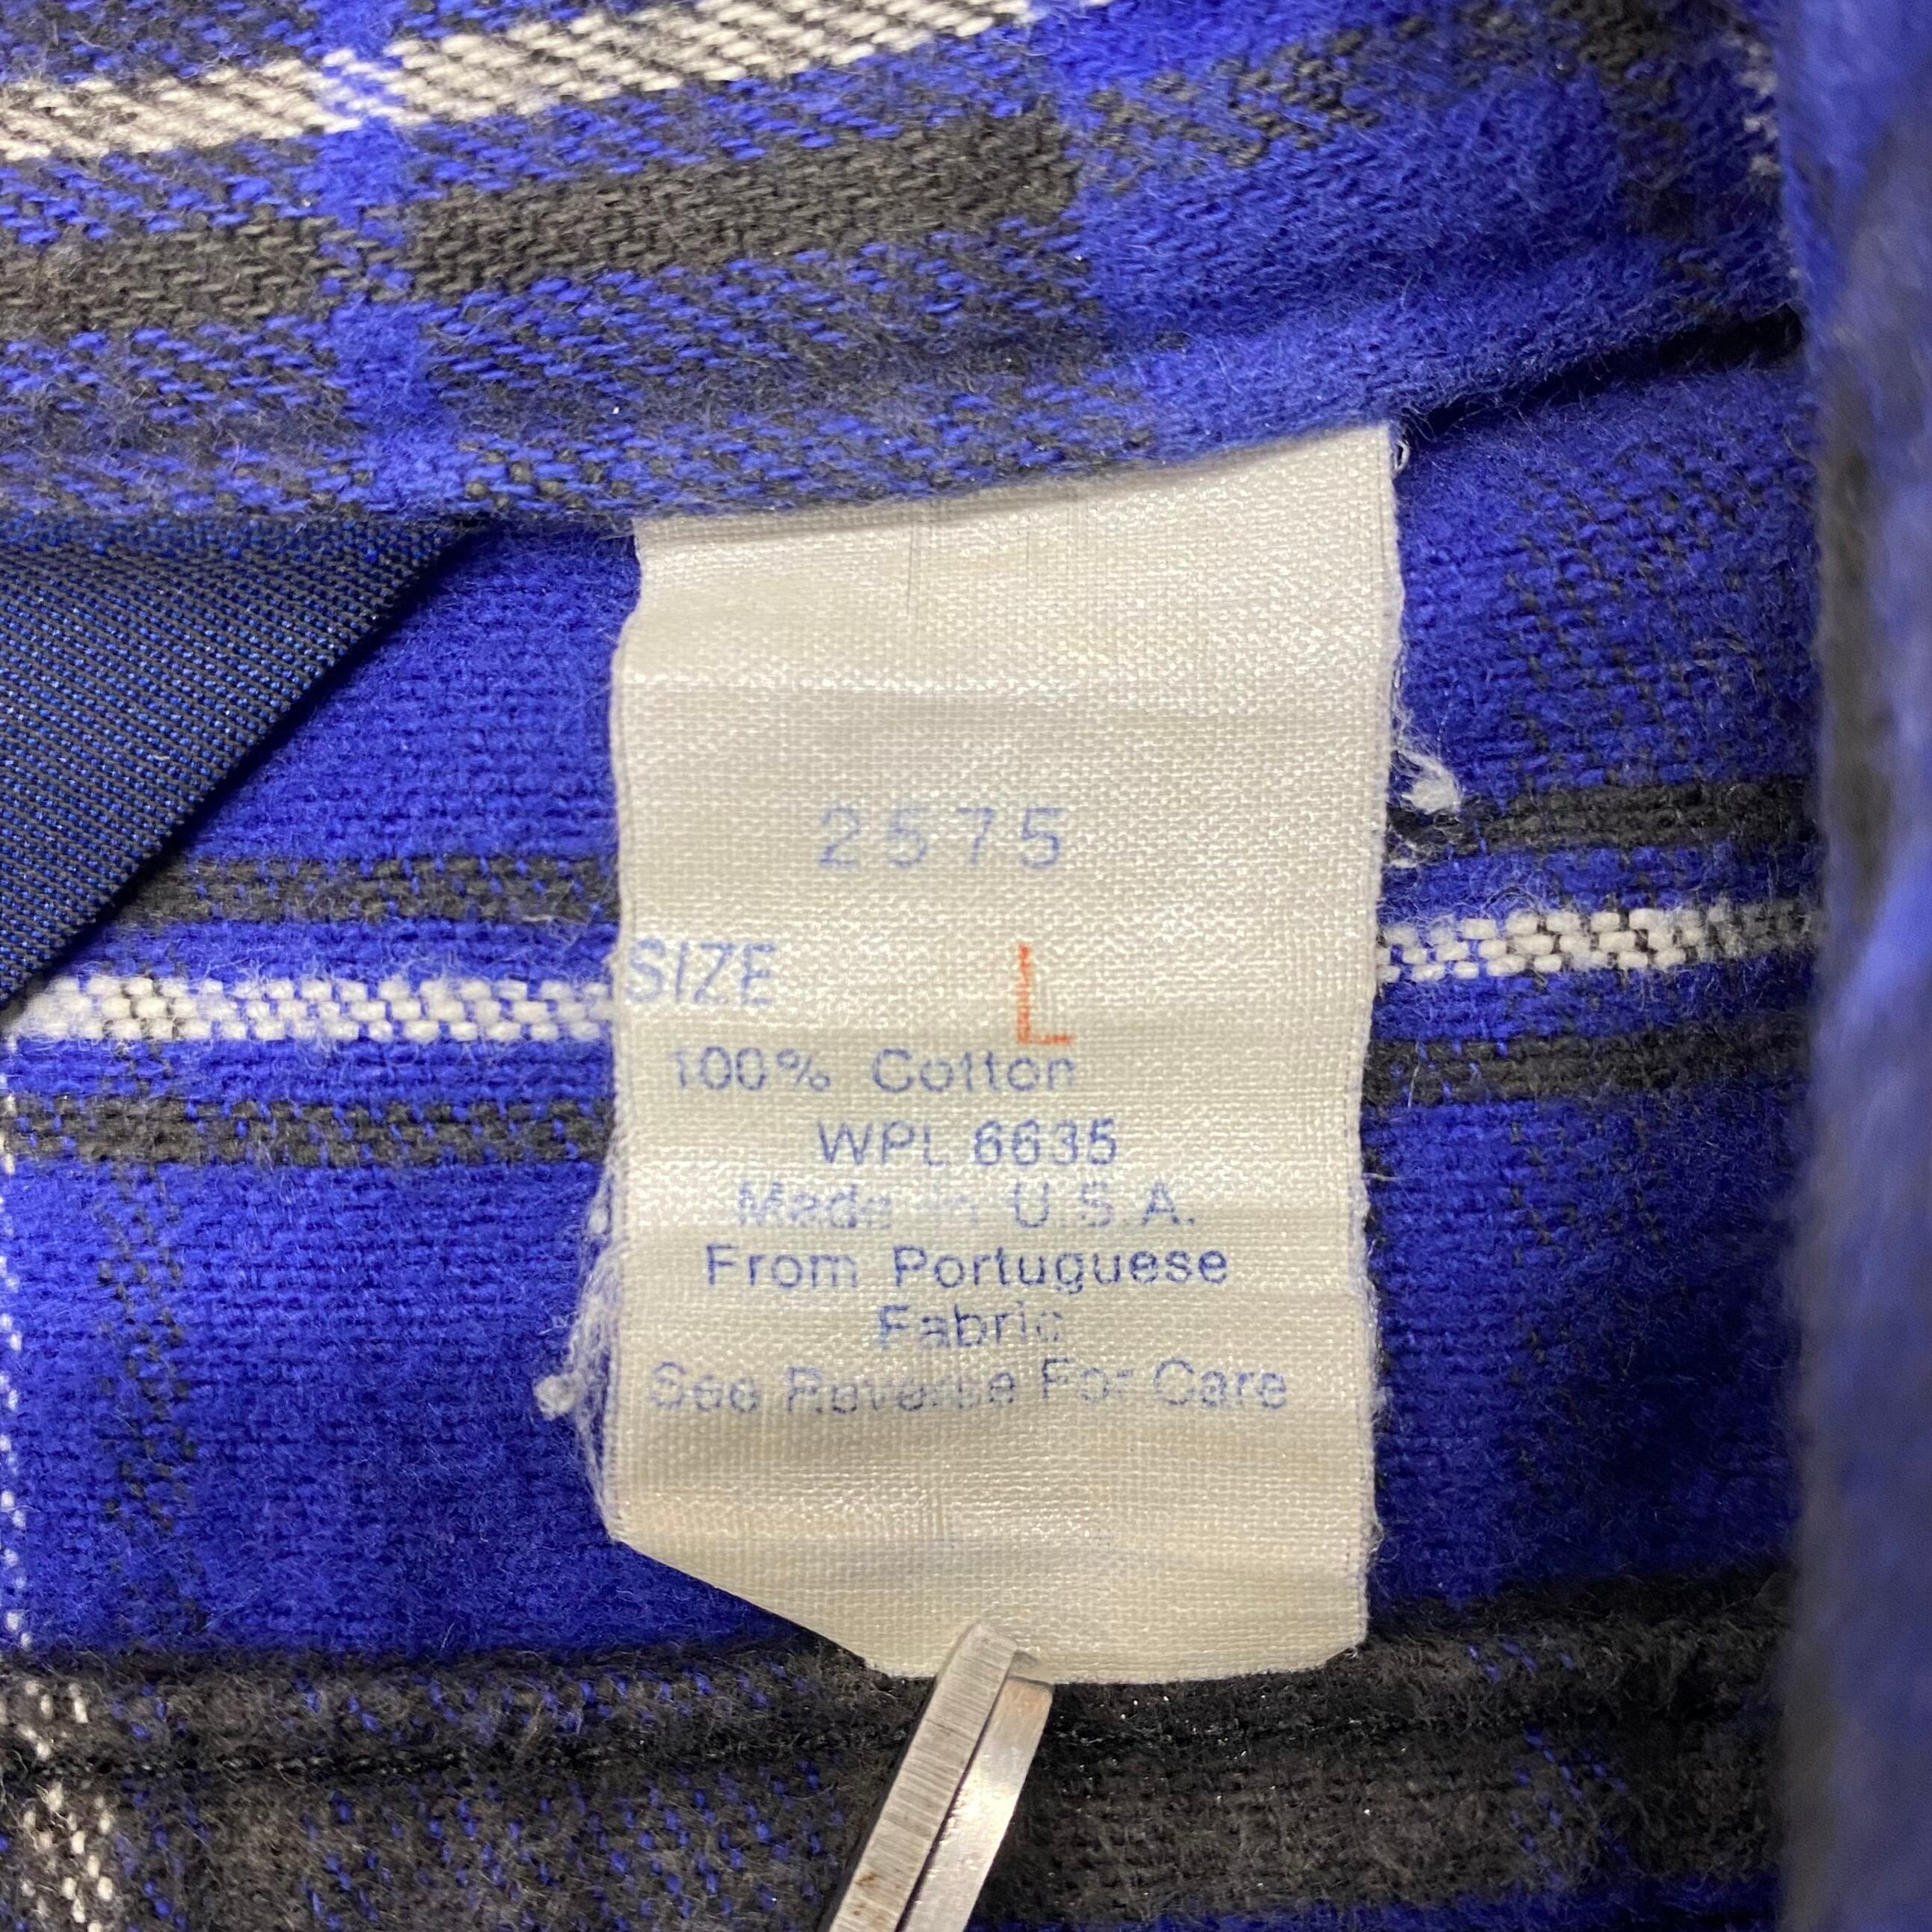 2575
SIZE L
100% Cotton
WPL 6635
Made in U.S.A.
From Portuguese
Fabric
See Reverse For Care